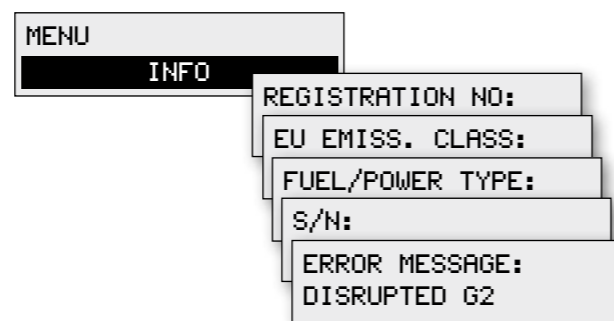 MENU
INFO
REGISTRATION NO:
EU EMISS. CLASS:
FUEL/POWER TYPE:
S/N:
ERROR MESSAGE:
DISRUPTED G2